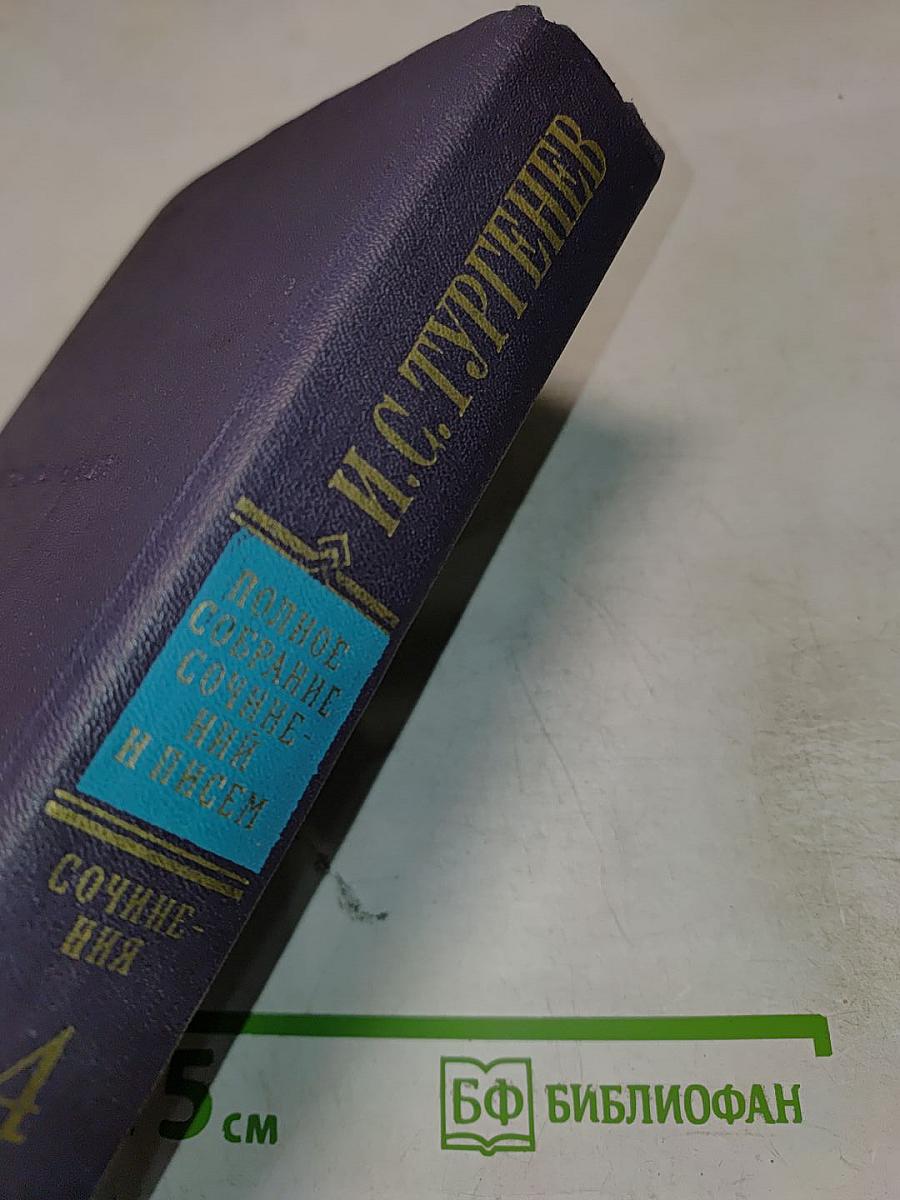 И.С.ТУРГЕНЕВ
ПОЛНОЕ
СОБРАНИЕ
СОЧИНЕ-
НИЙ
И ПИСЕМ
СОЧИНЕ-
НИЯ
4
5 см
БФ БИБЛИОФАН